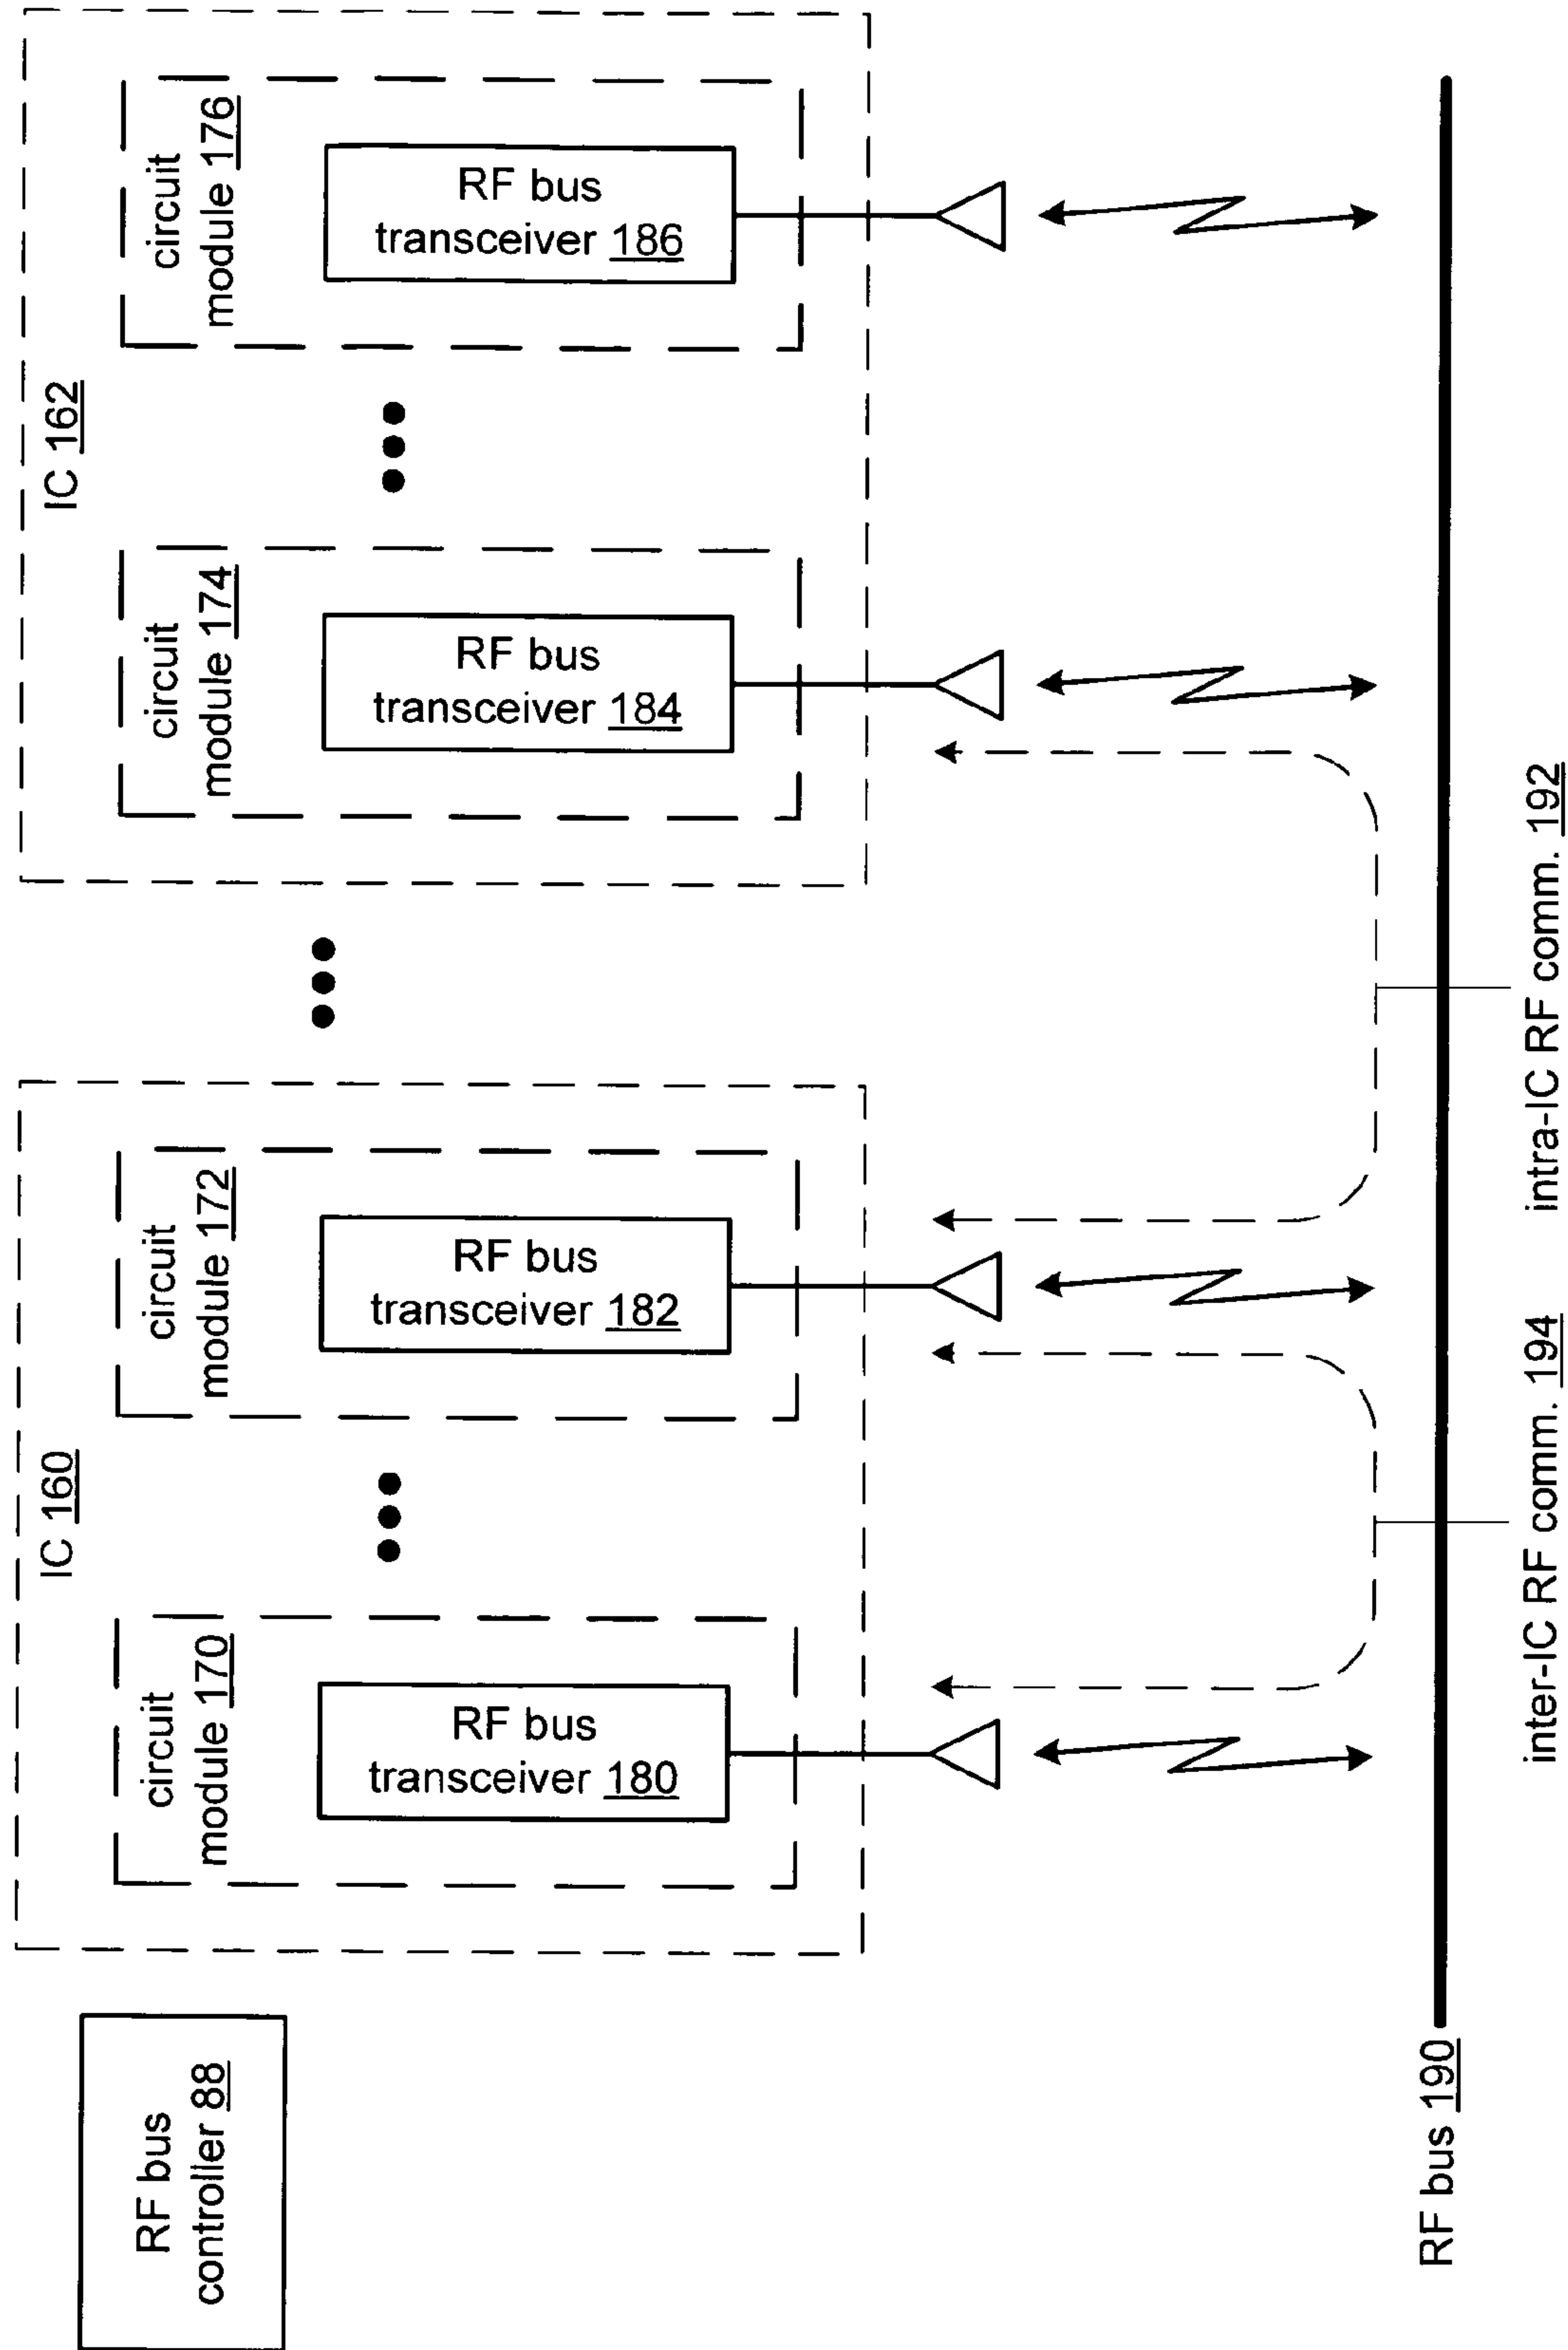 RF bus
controller 88
IC 160
circuit
module 170
RF bus
transceiver 180
circuit
module 172
RF bus
transceiver 182
IC 162
circuit
module 174
RF bus
transceiver 184
circuit
module 176
RF bus
transceiver 186
RF bus 190
inter-IC RF comm. 194
intra-IC RF comm. 192